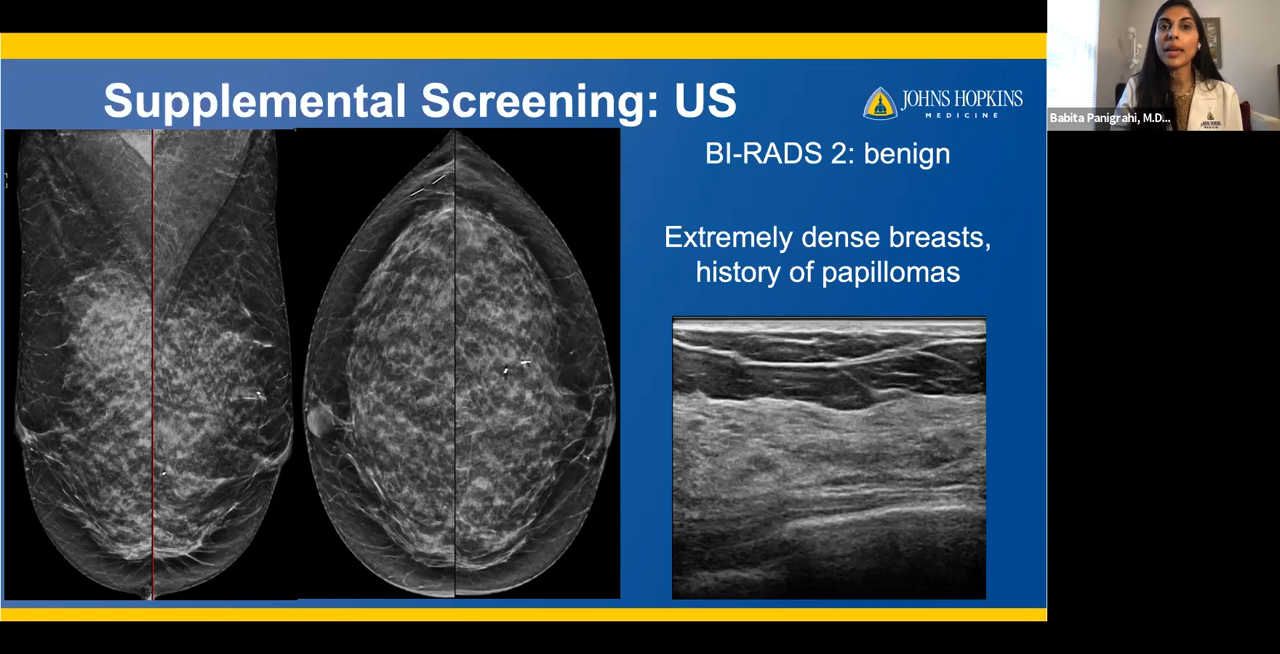 Supplemental Screening: US
JOHNS HOPKINS
MEDICINE
BI-RADS 2: benign
Extremely dense breasts,
history of papillomas
Babita Panigrahi, M.D...